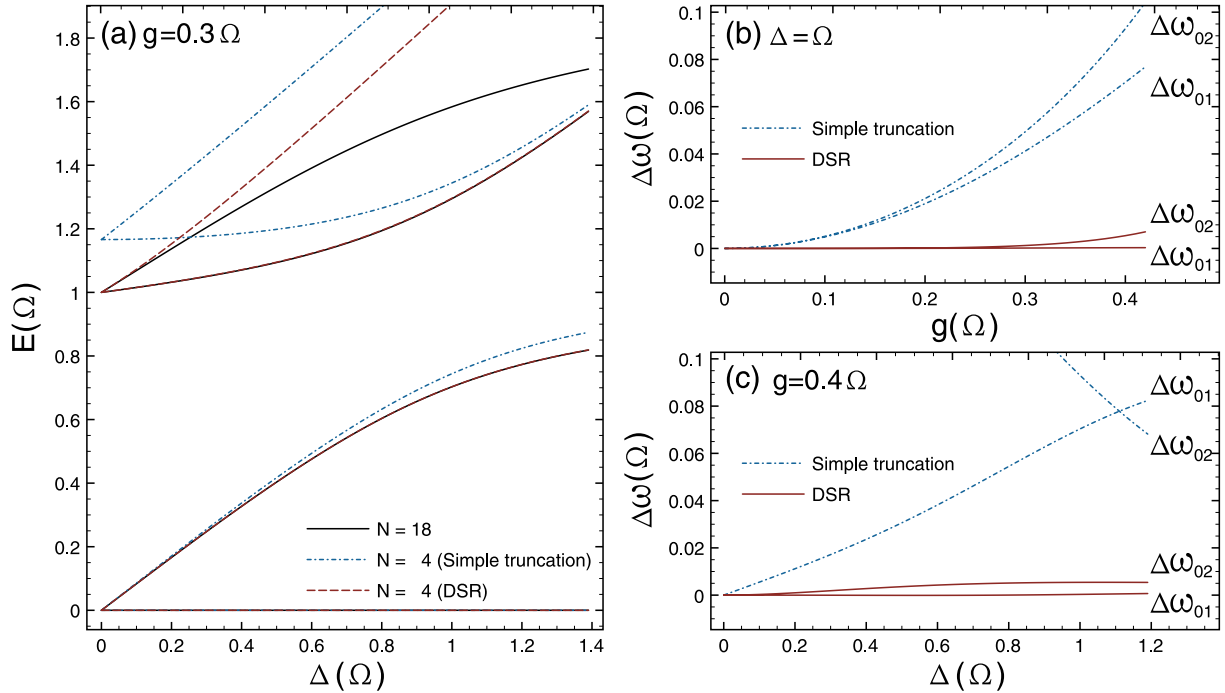 (a) g=0.3 Ω
E(Ω)
1.8
1.6
1.4
1.2
1
0.8
0.6
0.4
0.2
0
N = 18
N = 4 (Simple truncation)
N = 4 (DSR)
0 0.2 0.4 0.6 0.8 1 1.2 1.4
Δ(Ω)
(b) Δ=Ω
Δω(Ω)
0.1
0.08
0.06
0.04
0.02
0
Simple truncation
DSR
Δω02
Δω01
Δω02
Δω01
0 0.1 0.2 0.3 0.4
g(Ω)
(c) g=0.4 Ω
Δω(Ω)
0.1
0.08
0.06
0.04
0.02
0
Simple truncation
DSR
Δω01
Δω02
Δω02
Δω01
0 0.2 0.4 0.6 0.8 1 1.2
Δ(Ω)